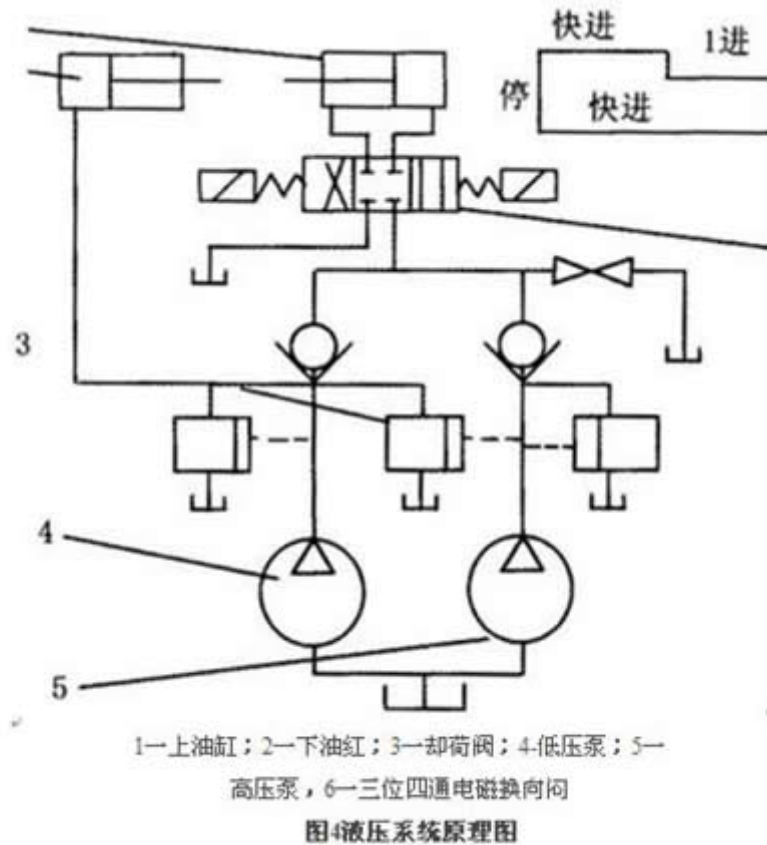 快进
1进
停
快进
3
4
5
1一上油缸；2一下油红；3一却荷阀；4-低压泵；5一
高压泵，6一三位四通电磁换向闷
图4液压系统原理图